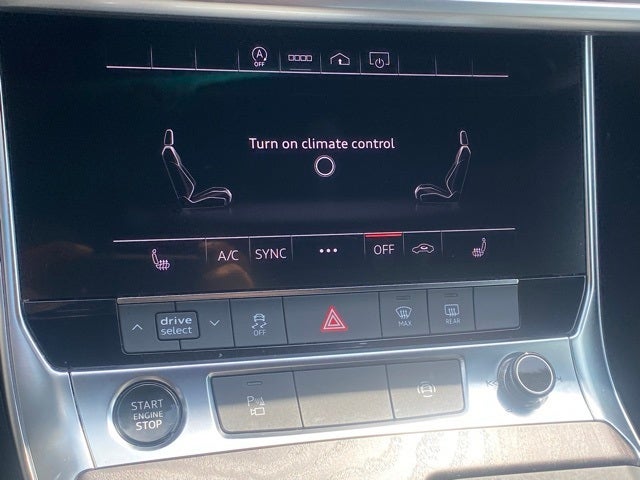 A
OFF
Turn on climate control
A/C SYNC OFF
drive
select
OFF
MAX
REAR
START
ENGINE
STOP
P